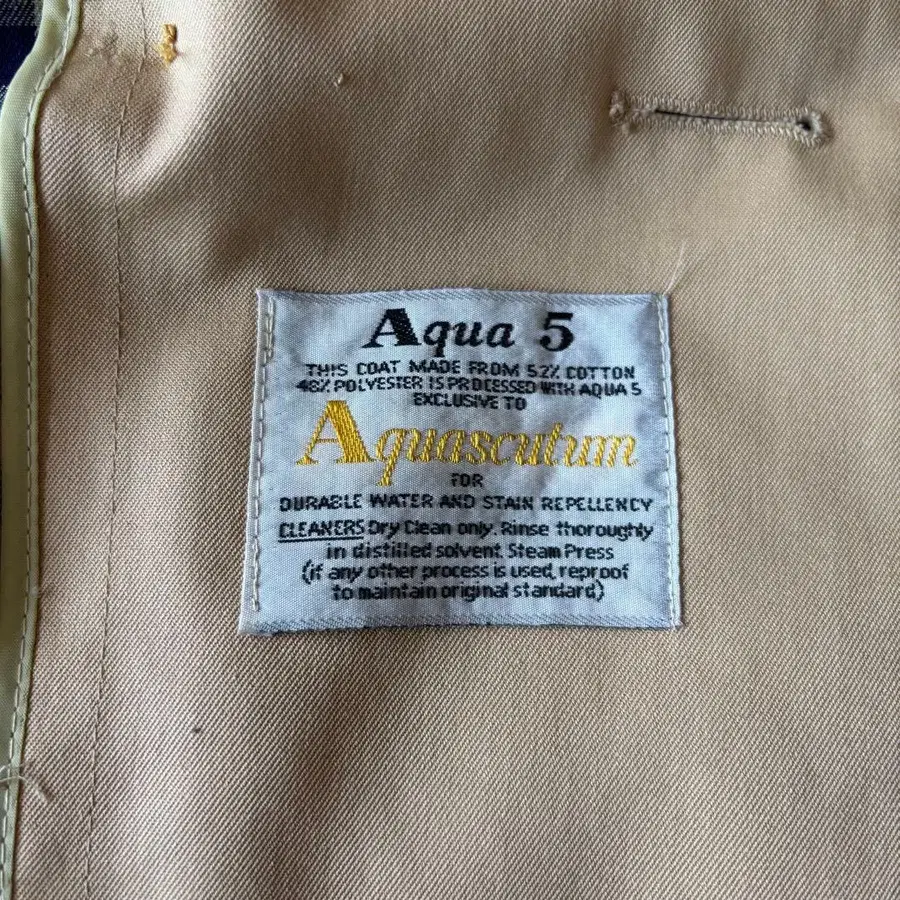 Aqua 5
THIS COAT MADE FROM 52% COTTON
48% POLYESTER IS PROCESSED WITH AQUA 5
EXCLUSIVE TO
Aquascutum
FOR
DURABLE WATER AND STAIN REPELLENCY
CLEANERS Dry Clean only. Rinse thoroughly
in distilled solvent. Steam Press
(if any other process is used, reproof
to maintain original standard)